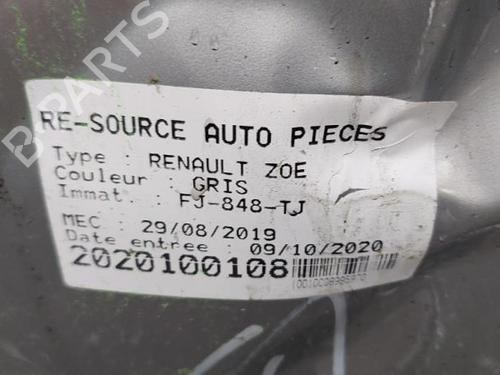 RE-SOURCE AUTO PIECES
Type : RENAULT ZOE
Couleur : GRIS
Immat. : FJ-848-TJ
MEC : 29/08/2019
Date entree : 09/10/2020
2020100108
B-PARTS